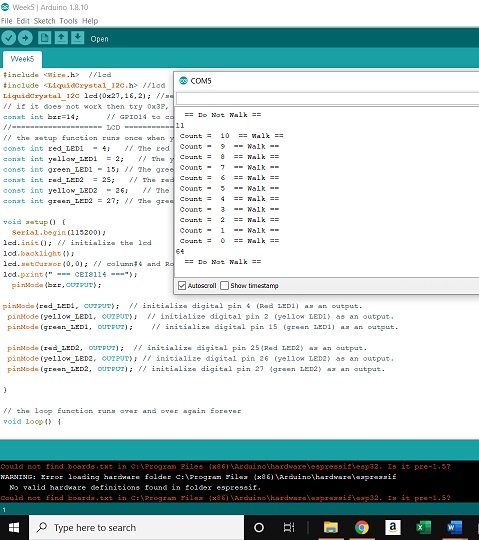 Week5 | Arduino 1.8.10
File Edit Sketch Tools Help
Open
Week5
#include <Wire.h>  //lcd
#include <LiquidCrystal_I2C.h> //lcd
LiquidCrystal_I2C lcd(0x27,16,2); //se
// if it does not work then try 0x3F,
const int bzr=14;      // GPIO14 to co
//==================== LCD ===========
// the setup function runs once when y
const int red_LED1  = 4;   // The red
const int yellow_LED1  = 2;   // The y
const int green_LED1 = 15; // The gree
const int red_LED2  = 25;   // The red
const int yellow_LED2  = 26;   // The
const int green_LED2 = 27; // The gree
void setup() {
Serial.begin(115200);
lcd.init(); // initialize the lcd
lcd.backlight();
lcd.setCursor(0,0); // column#4 and Ro
lcd.print(" === CEIS114 ===");
pinMode(bzr,OUTPUT);
pinMode(red_LED1, OUTPUT);  // initialize digital pin 4 (Red LED1) as an output.
pinMode(yellow_LED1, OUTPUT);  // initialize digital pin 2 (yellow LED1) as an output.
pinMode(green_LED1, OUTPUT);    // initialize digital pin 15 (green LED1) as an output.
pinMode(red_LED2, OUTPUT);  // initialize digital pin 25(Red LED2) as an output.
pinMode(yellow_LED2, OUTPUT); // initialize digital pin 26 (yellow LED2) as an output.
pinMode(green_LED2, OUTPUT); // initialize digital pin 27 (green LED2) as an output.
}
// the loop function runs over and over again forever
void loop() {
COM5
== Do Not Walk ==
11
Count =  10  == Walk ==
Count =  9  == Walk ==
Count =  8  == Walk ==
Count =  7  == Walk ==
Count =  6  == Walk ==
Count =  5  == Walk ==
Count =  4  == Walk ==
Count =  3  == Walk ==
Count =  2  == Walk ==
Count =  1  == Walk ==
Count =  0  == Walk ==
64
== Do Not Walk ==
Autoscroll Show timestamp
Could not find boards.txt in C:\Program Files (x86)\Arduino\hardware\espressif\esp32. Is it pre-1.5?
WARNING: Error loading hardware folder C:\Program Files (x86)\Arduino\hardware\espressif
No valid hardware definitions found in folder espressif.
Could not find boards.txt in C:\Program Files (x86)\Arduino\hardware\espressif\esp32. Is it pre-1.5?
1
Type here to search